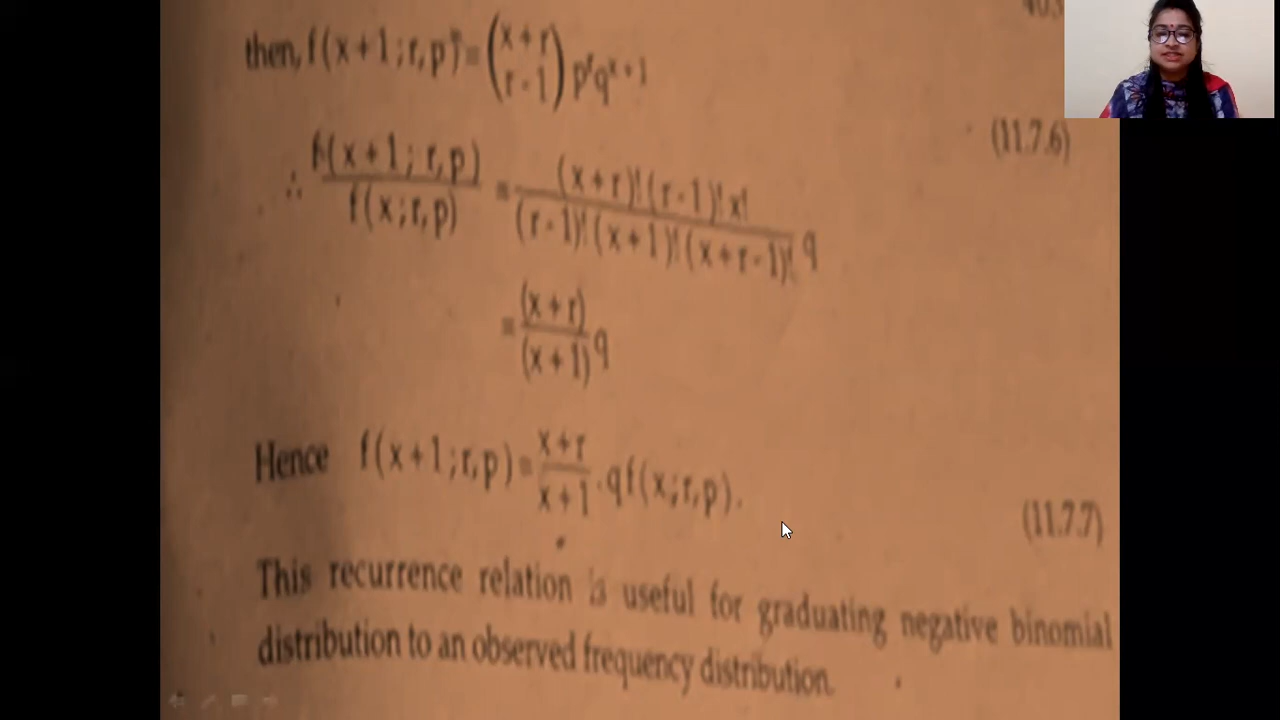 then, f(x+1;r,p) = (x+r r-1) p^r q^x+1
(11.7.6)
∴ f(x+1; r,p) / f(x;r,p) = (x+r)!(r-1)! x! / (r-1)!(x+1)!(x+r-1)! q
= (x+r) / (x+1) q
Hence f(x+1;r,p) = x+r / x+1 . q f(x;r,p).
(11.7.7)
This recurrence relation is useful for graduating negative binomial
distribution to an observed frequency distribution.